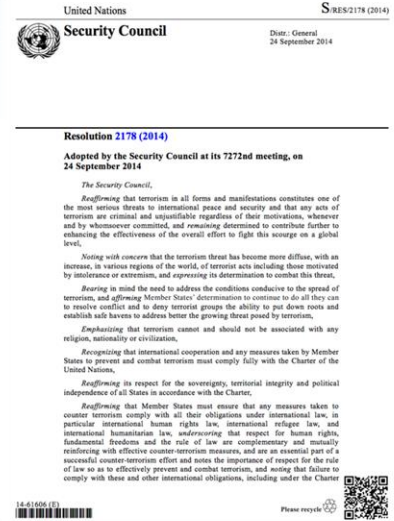 United Nations
S/RES/2178 (2014)
Security Council
Distr.: General
24 September 2014
Resolution 2178 (2014)
Adopted by the Security Council at its 7272nd meeting, on
24 September 2014
The Security Council,
Reaffirming that terrorism in all forms and manifestations constitutes one of
the most serious threats to international peace and security and that any acts of
terrorism are criminal and unjustifiable regardless of their motivations, whenever
and by whomsoever committed, and remaining determined to contribute further to
enhancing the effectiveness of the overall effort to fight this scourge on a global
level,
Noting with concern that the terrorism threat has become more diffuse, with an
increase, in various regions of the world, of terrorist acts including those motivated
by intolerance or extremism, and expressing its determination to combat this threat,
Bearing in mind the need to address the conditions conducive to the spread of
terrorism, and affirming Member States' determination to continue to do all they can
to resolve conflict and to deny terrorist groups the ability to put down roots and
establish safe havens to address better the growing threat posed by terrorism,
Emphasizing that terrorism cannot and should not be associated with any
religion, nationality or civilization,
Recognizing that international cooperation and any measures taken by Member
States to prevent and combat terrorism must comply fully with the Charter of the
United Nations,
Reaffirming its respect for the sovereignty, territorial integrity and political
independence of all States in accordance with the Charter,
Reaffirming that Member States must ensure that any measures taken to
counter terrorism comply with all their obligations under international law, in
particular international human rights law, international refugee law, and
international humanitarian law, underscoring that respect for human rights,
fundamental freedoms and the rule of law are complementary and mutually
reinforcing with effective counter-terrorism measures, and are an essential part of a
successful counter-terrorism effort and notes the importance of respect for the rule
of law so as to effectively prevent and combat terrorism, and noting that failure to
comply with these and other international obligations, including under the Charter
14-61606 (E)
Please recycle